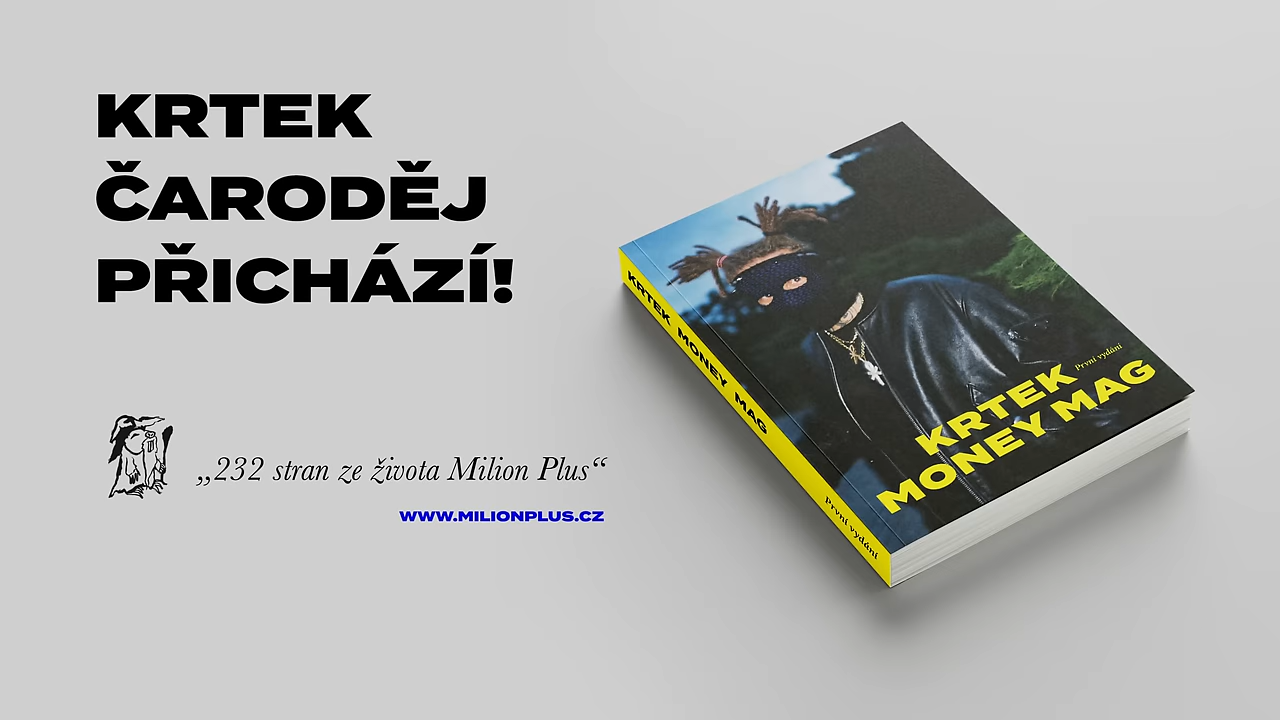 KRTEK
ČARODĚJ
PŘICHÁZÍ!
„232 stran ze života Milion Plus“
WWW.MILIONPLUS.CZ
KRTEK MONEY MAG
První vydání
První vydání
KRTEK
MONEY MAG